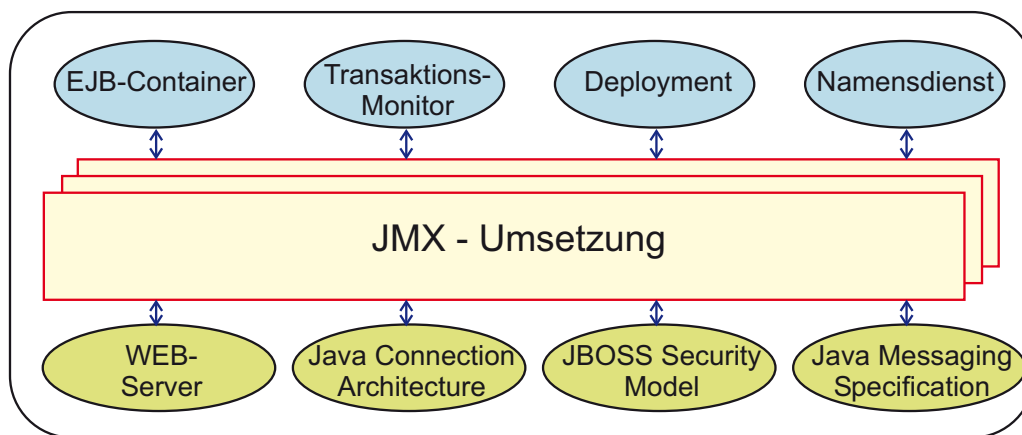 EJB-Container
Transaktions-
Monitor
Deployment
Namensdienst
JMX - Umsetzung
WEB-
Server
Java Connection
Architecture
JBOSS Security
Model
Java Messaging
Specification